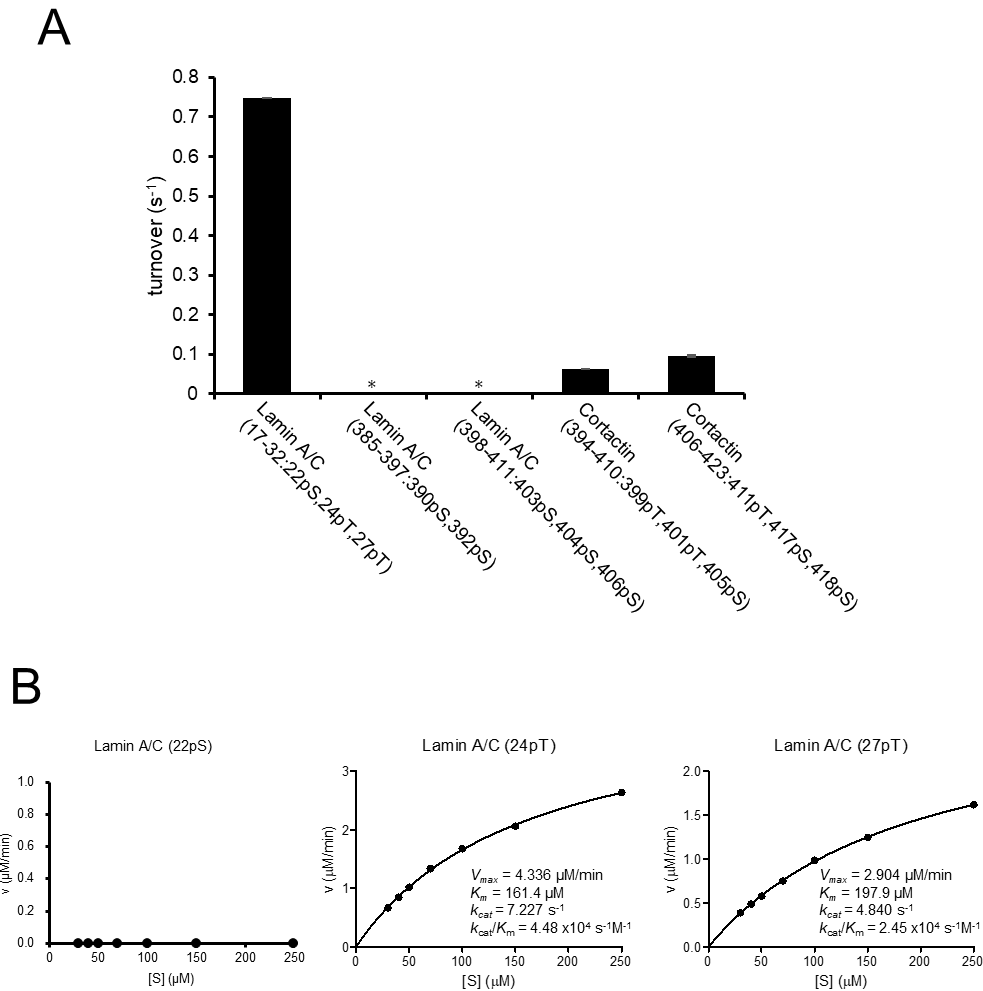 A
turnover (s-1)
0.8
0.7
0.6
0.5
0.4
0.3
0.2
0.1
0
*
*
Lamin A/C
(17-32:22pS,24pT,27pT)
Lamin A/C
(385-397:390pS,392pS)
Lamin A/C
(398-411:403pS,404pS,406pS)
Cortactin
(394-410:399pT,401pT,405pS)
Cortactin
(406-423:411pT,417pS,418pS)
B
Lamin A/C (22pS)
v (μM/min)
1.0
0.8
0.6
0.4
0.2
0.0
0 50 100 150 200 250
[S] (μM)
Lamin A/C (24pT)
v (μM/min)
3
2
1
0
Vmax = 4.336 μM/min
Km = 161.4 μM
kcat = 7.227 s-1
kcat/Km = 4.48 x10⁴ s-1M-1
0 50 100 150 200 250
[S] (μM)
Lamin A/C (27pT)
v (μM/min)
2.0
1.5
1.0
0.5
0.0
Vmax = 2.904 μM/min
Km = 197.9 μM
kcat = 4.840 s-1
kcat/Km = 2.45 x10⁴ s-1M-1
0 50 100 150 200 250
[S] (μM)